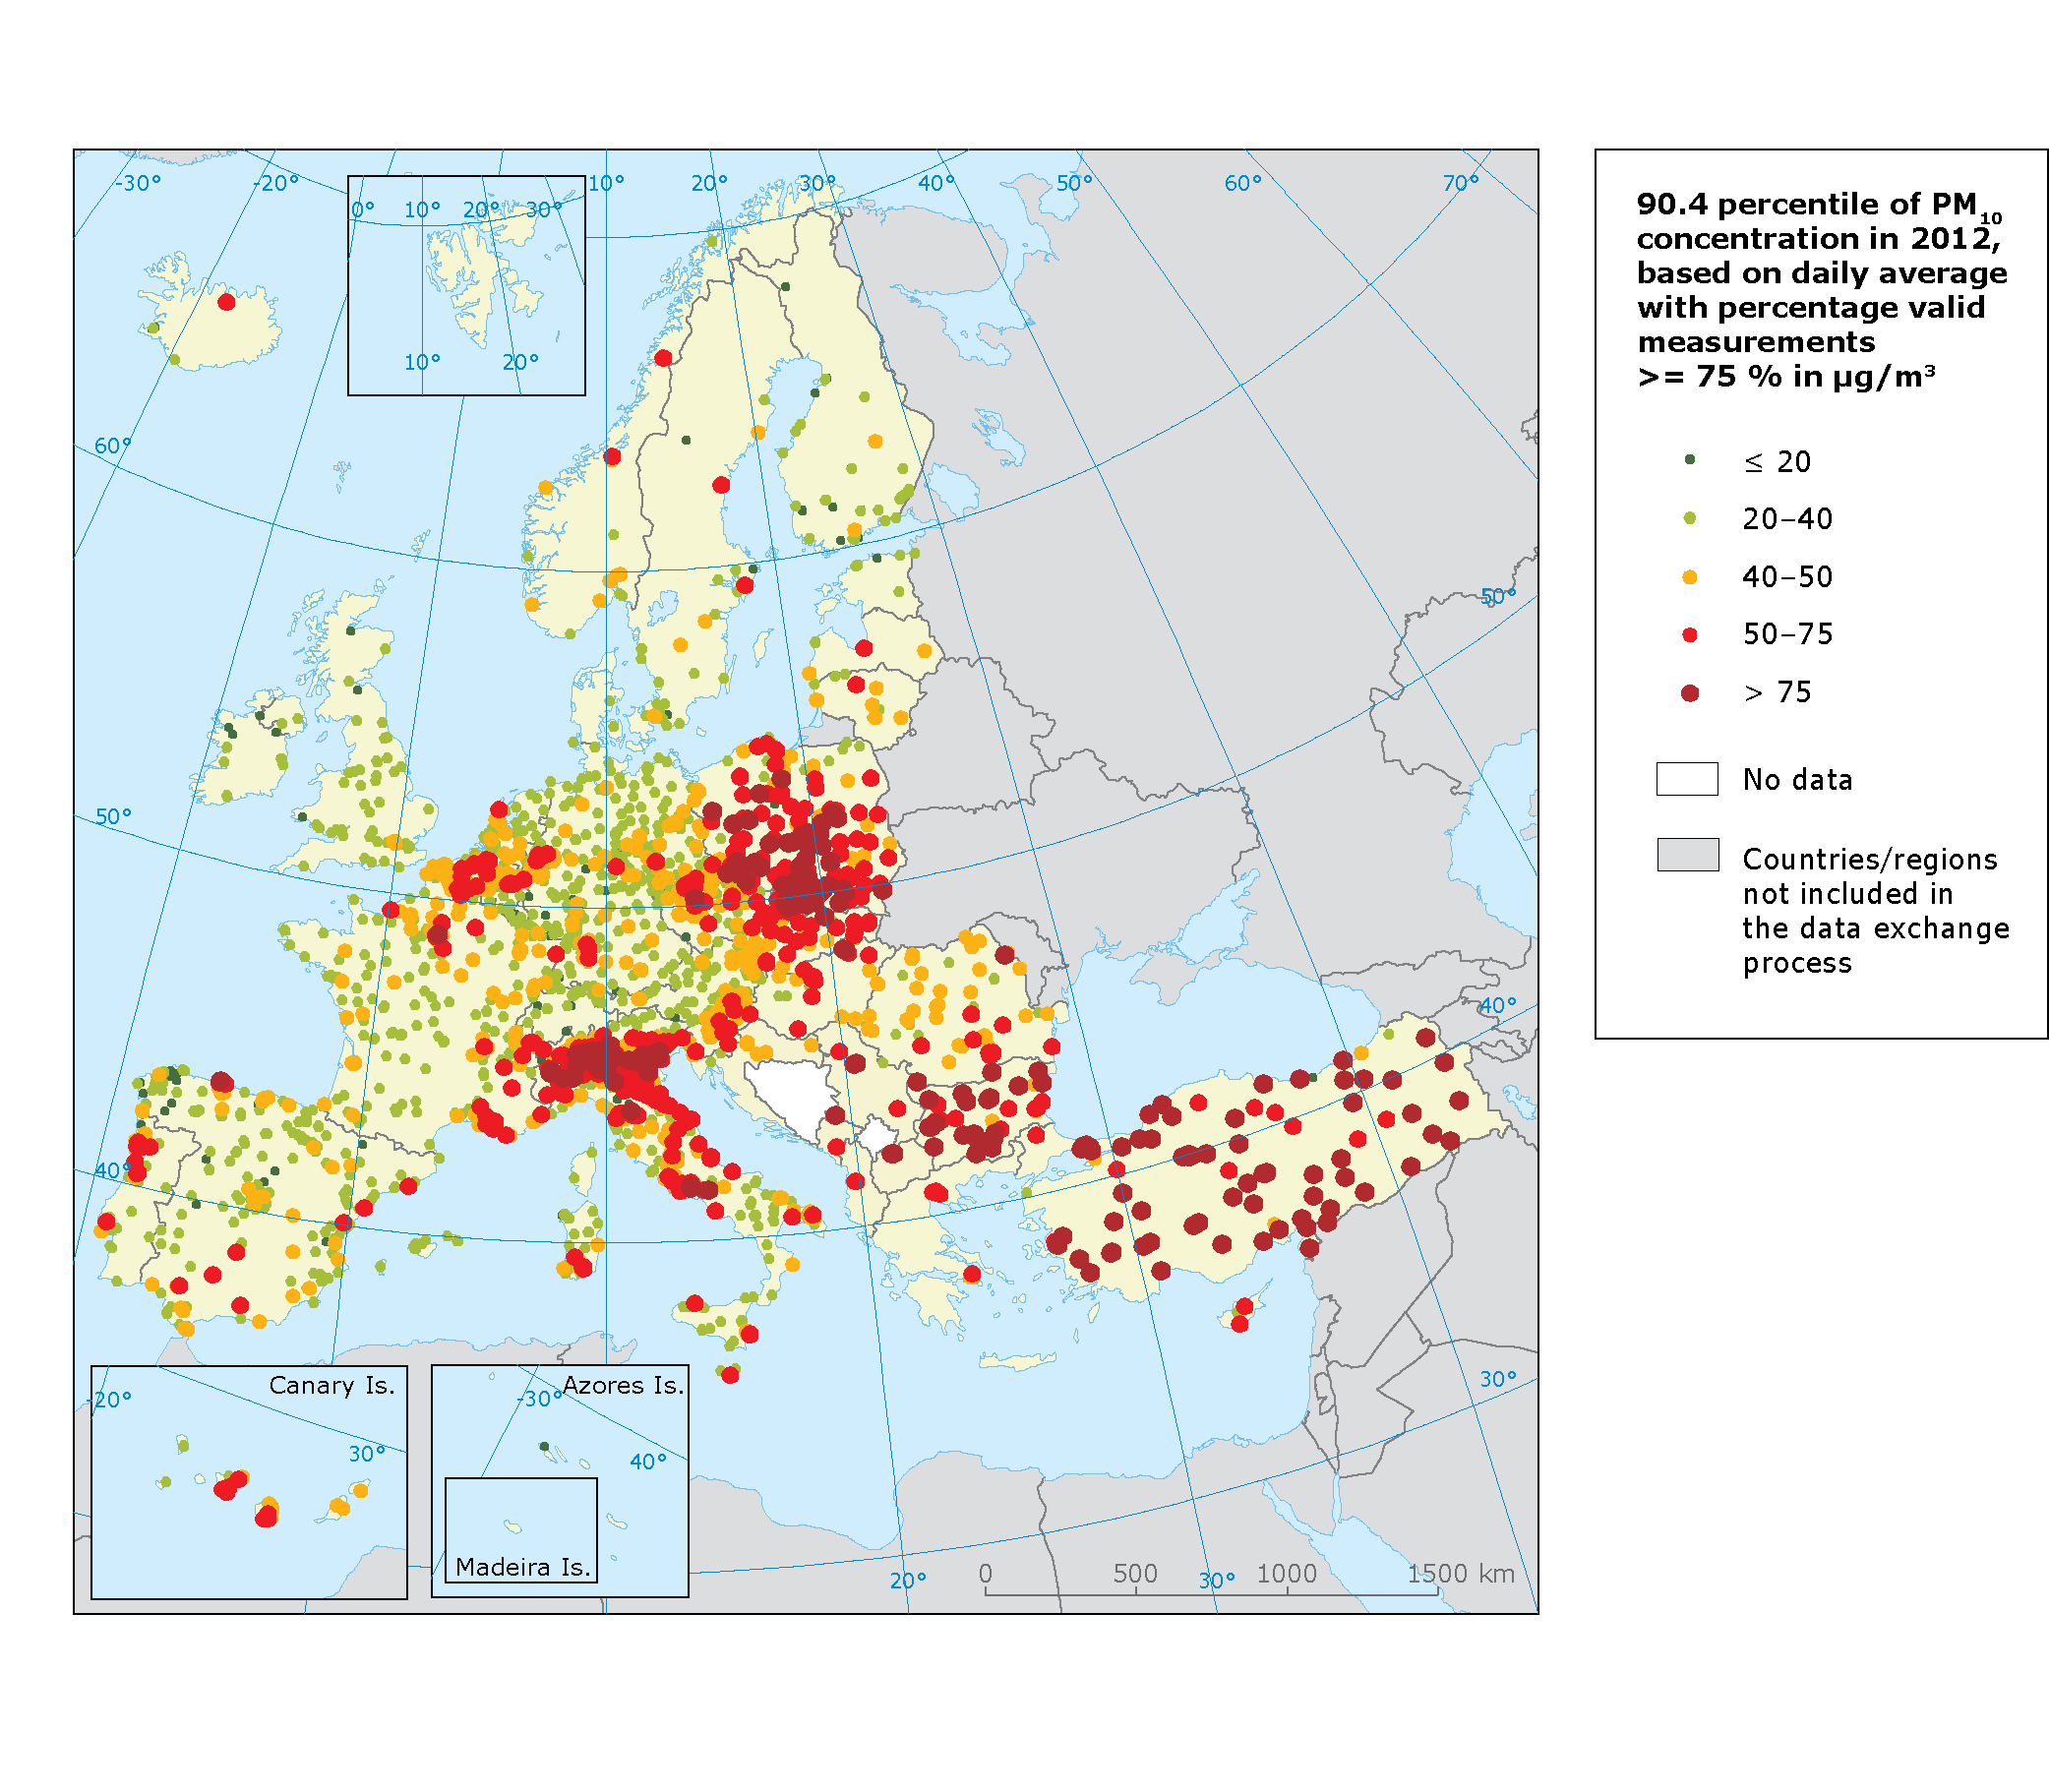 -30°
-20°
10°
20°
30°
40°
50°
60°
70°
0°
10°
20°
30°
10°
20°
60°
50°
40°
50°
40°
30°
Canary Is.
-20°
30°
Azores Is.
-30°
40°
Madeira Is.
20°
30°
0
500
1000
1500 km
90.4 percentile of PM10
concentration in 2012,
based on daily average
with percentage valid
measurements
>= 75 % in µg/m³
≤ 20
20–40
40–50
50–75
> 75
No data
Countries/regions
not included in
the data exchange
process